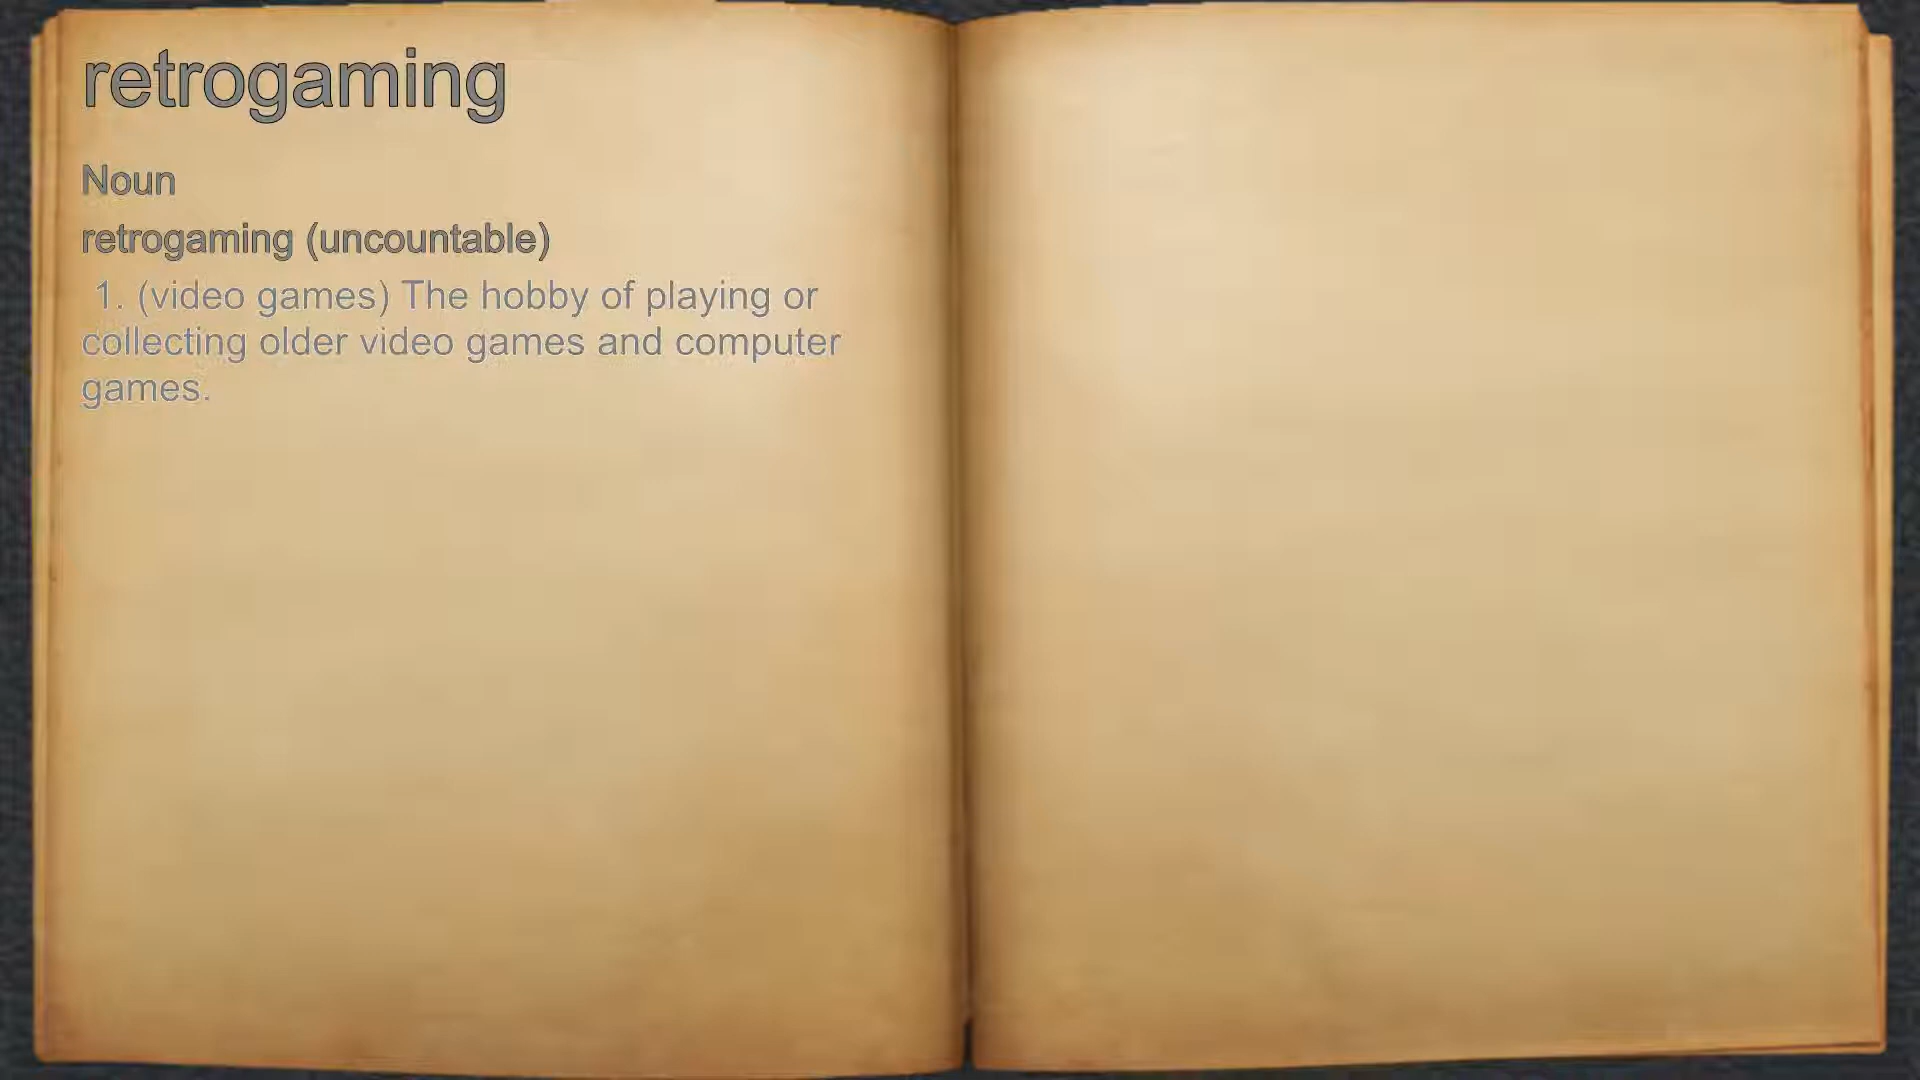 retrogaming
Noun
retrogaming (uncountable)
1. (video games) The hobby of playing or
collecting older video games and computer
games.